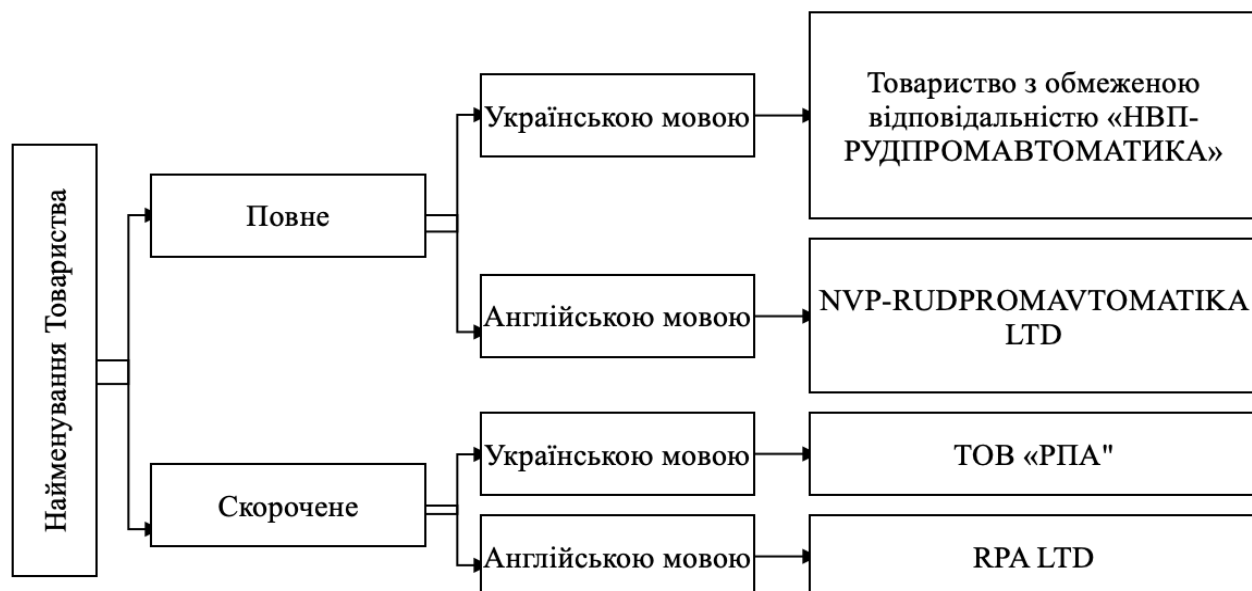 Найменування Товариства
Повне
Українською мовою
Товариство з обмеженою
відповідальністю «НВП-
РУДПРОМАВТОМАТИКА»
Англійською мовою
NVP-RUDPROMAVTOMATIKA
LTD
Скорочене
Українською мовою
ТОВ «РПА"
Англійською мовою
RPA LTD